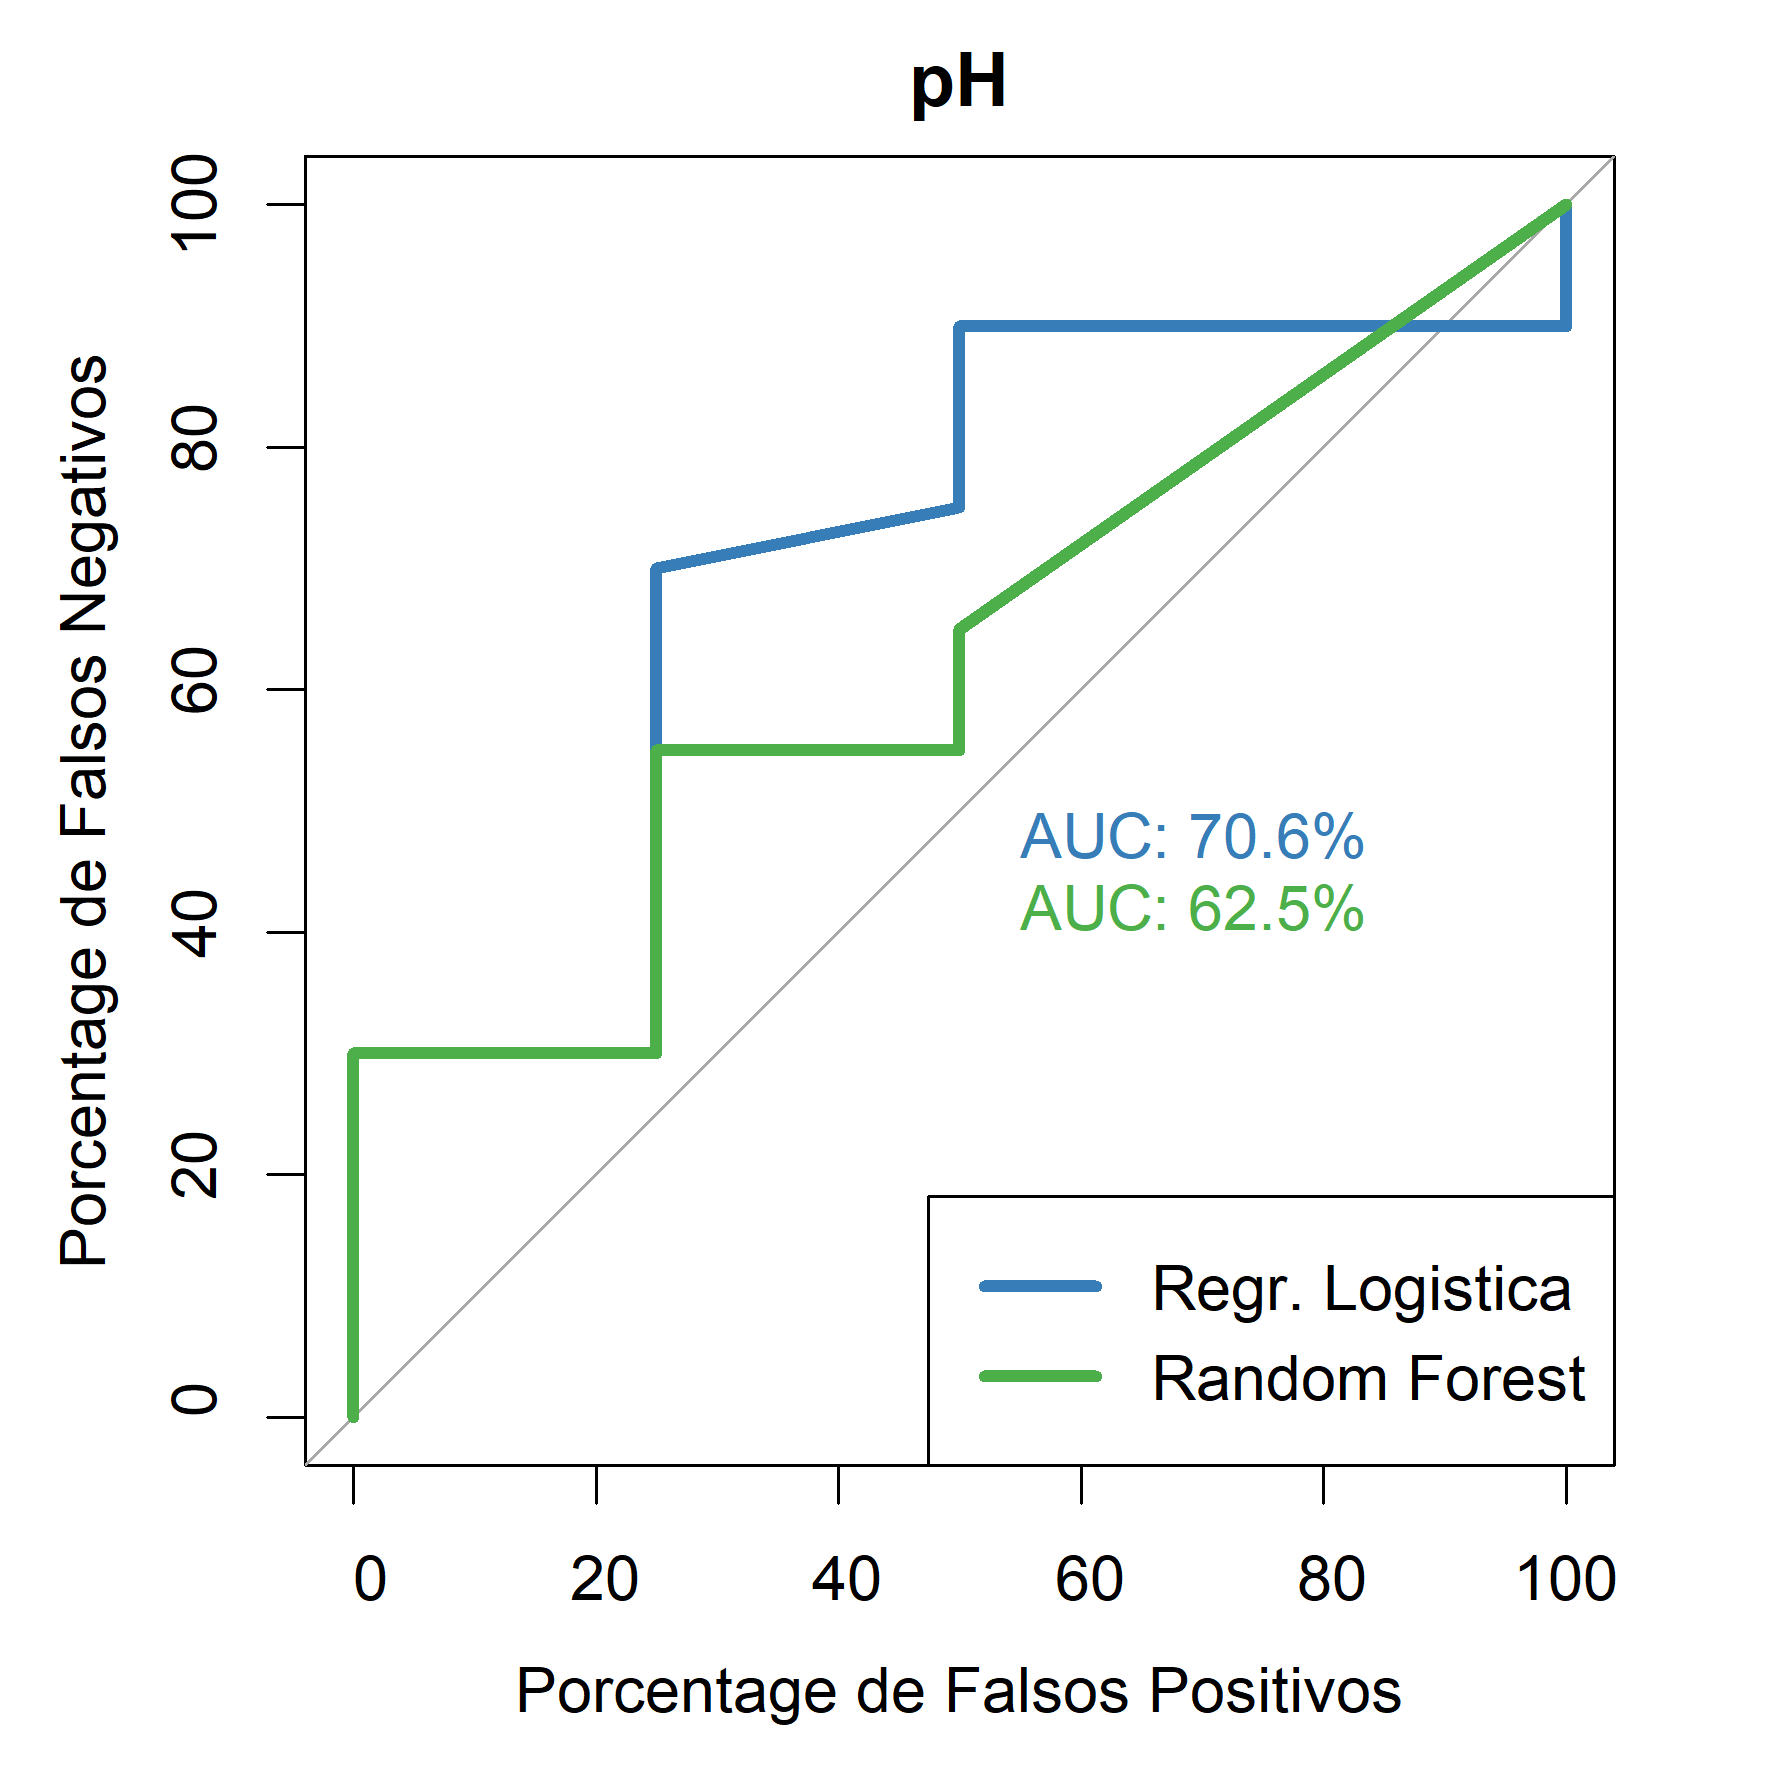 pH
Porcentage de Falsos Negativos
100
80
60
40
20
0
AUC: 70.6%
AUC: 62.5%
Regr. Logistica
Random Forest
0 20 40 60 80 100
Porcentage de Falsos Positivos